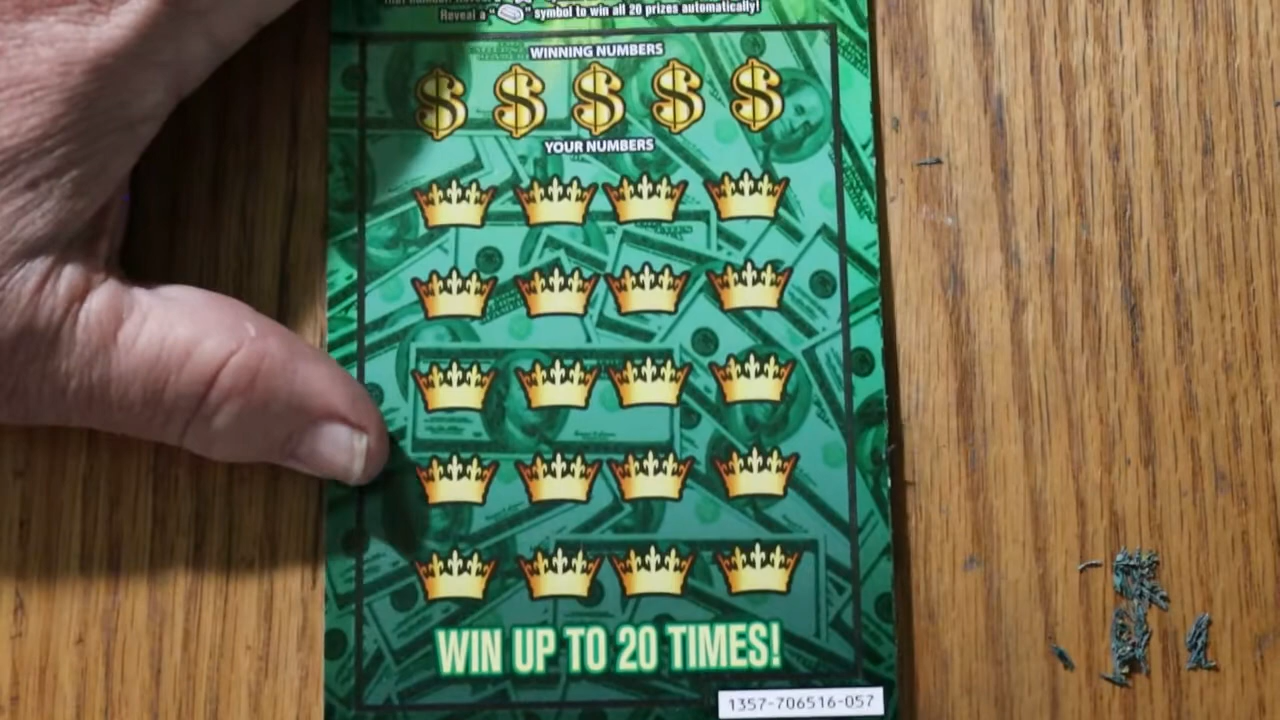 Reveal a " " symbol to win all 20 prizes automatically!
WINNING NUMBERS
$ $ $ $ $
YOUR NUMBERS
WIN UP TO 20 TIMES!
1357-706516-057